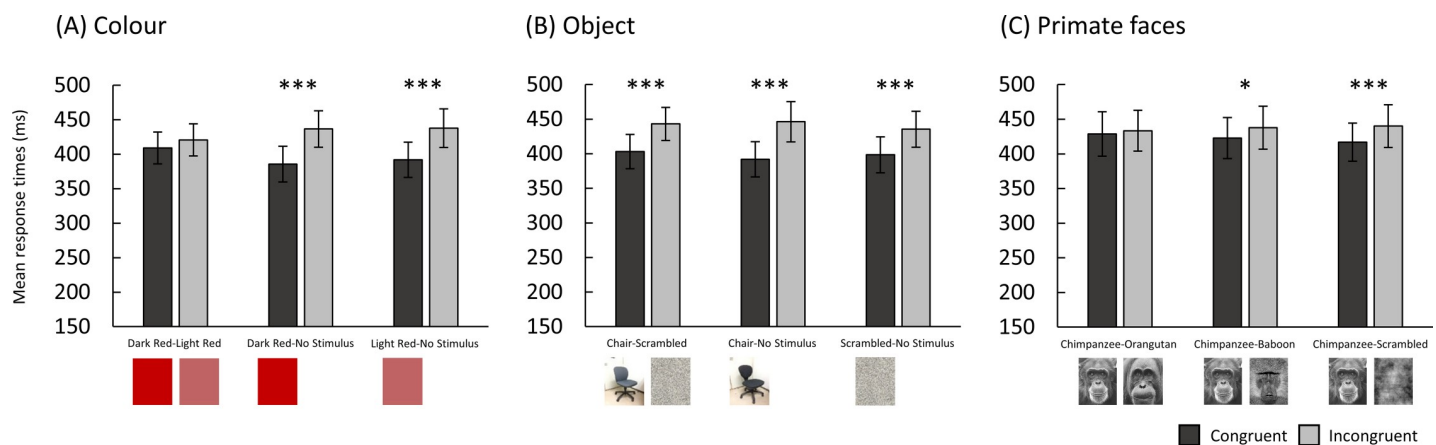 (A) Colour
(B) Object
(C) Primate faces
Mean response times (ms)
500
450
400
350
300
250
200
150
***
***
Dark Red-Light Red
Dark Red-No Stimulus
Light Red-No Stimulus
500
450
400
350
300
250
200
150
***
***
***
Chair-Scrambled
Chair-No Stimulus
Scrambled-No Stimulus
500
450
400
350
300
250
200
150
*
***
Chimpanzee-Orangutan
Chimpanzee-Baboon
Chimpanzee-Scrambled
Congruent
Incongruent